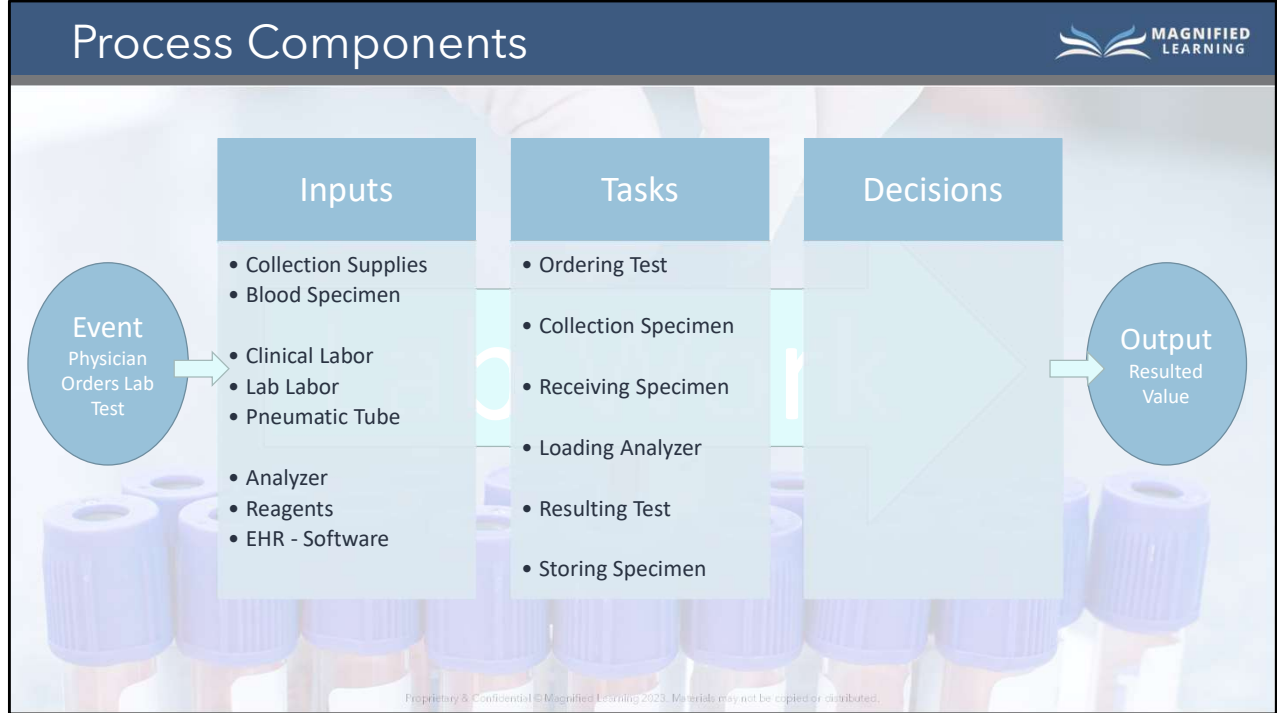 Process Components
MAGNIFIED
LEARNING
Event
Physician
Orders Lab
Test
Inputs
• Collection Supplies
• Blood Specimen
• Clinical Labor
• Lab Labor
• Pneumatic Tube
• Analyzer
• Reagents
• EHR - Software
Tasks
• Ordering Test
• Collection Specimen
• Receiving Specimen
• Loading Analyzer
• Resulting Test
• Storing Specimen
Decisions
Output
Resulted
Value
Proprietary & Confidential © Magnified Learning 2023. Materials may not be copied or distributed.